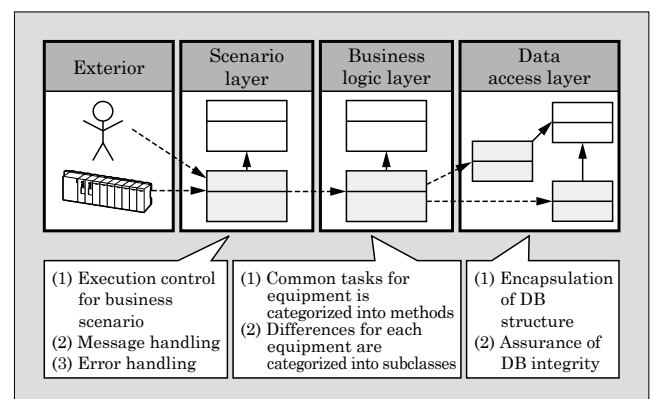 Exterior
Scenario
layer
Business
logic layer
Data
access layer
(1) Execution control
for business
scenario
(2) Message handling
(3) Error handling
(1) Common tasks for
equipment is
categorized into methods
(2) Differences for each
equipment are
categorized into subclasses
(1) Encapsulation
of DB
structure
(2) Assurance of
DB integrity